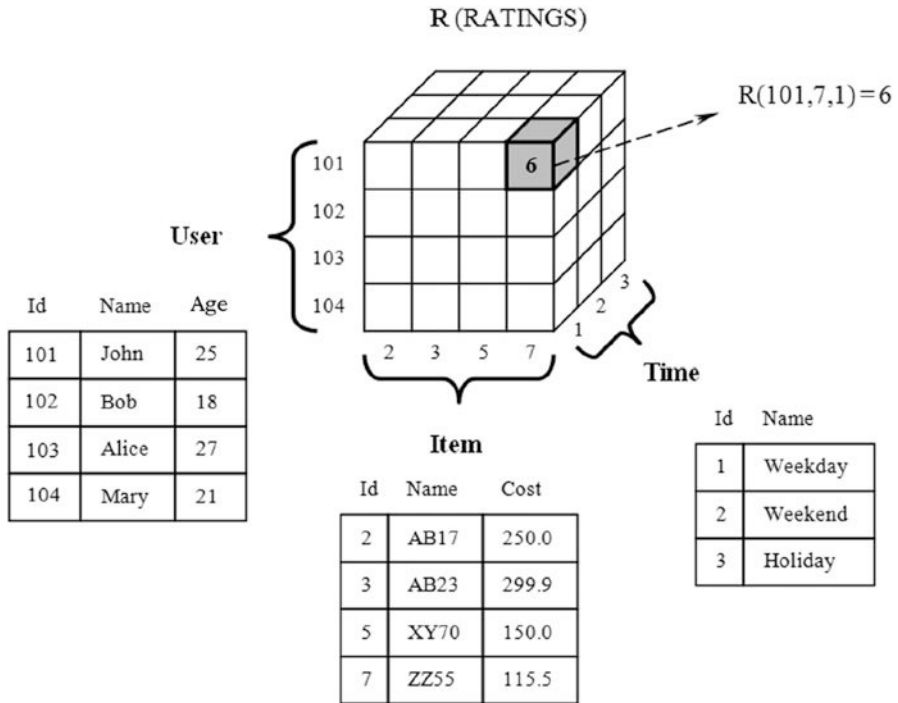 R (RATINGS)
R(101,7,1)=6
101
6
102
User
103
104
3
2
1
2 3 5 7
Time
Item
Id Name Age
101 John 25
102 Bob 18
103 Alice 27
104 Mary 21
Id Name Cost
2 AB17 250.0
3 AB23 299.9
5 XY70 150.0
7 ZZ55 115.5
Id Name
1 Weekday
2 Weekend
3 Holiday